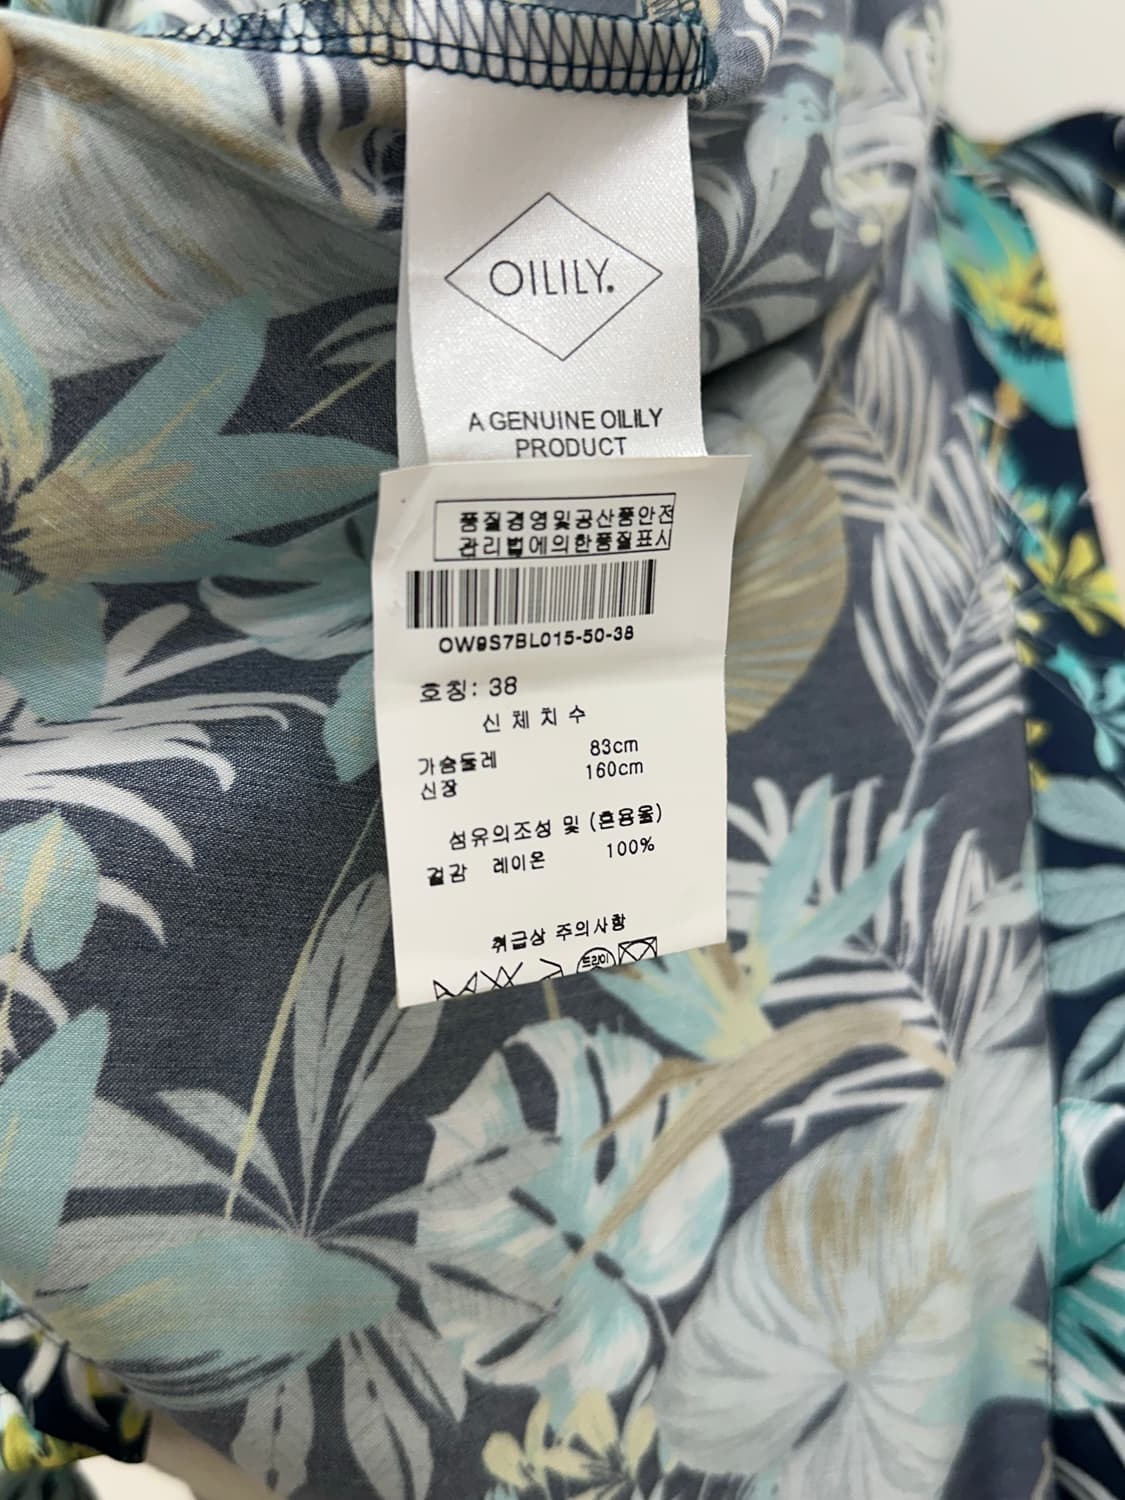 OILILY.
A GENUINE OILILY
PRODUCT
품질경영및공산품안전
관리법에의한품질표시
OW9S7BL015-50-38
호칭: 38
신체치수
가슴둘레 83cm
신장 160cm
섬유의조성 및 (혼용율)
겉감 레이온 100%
취급상 주의사항
드라이